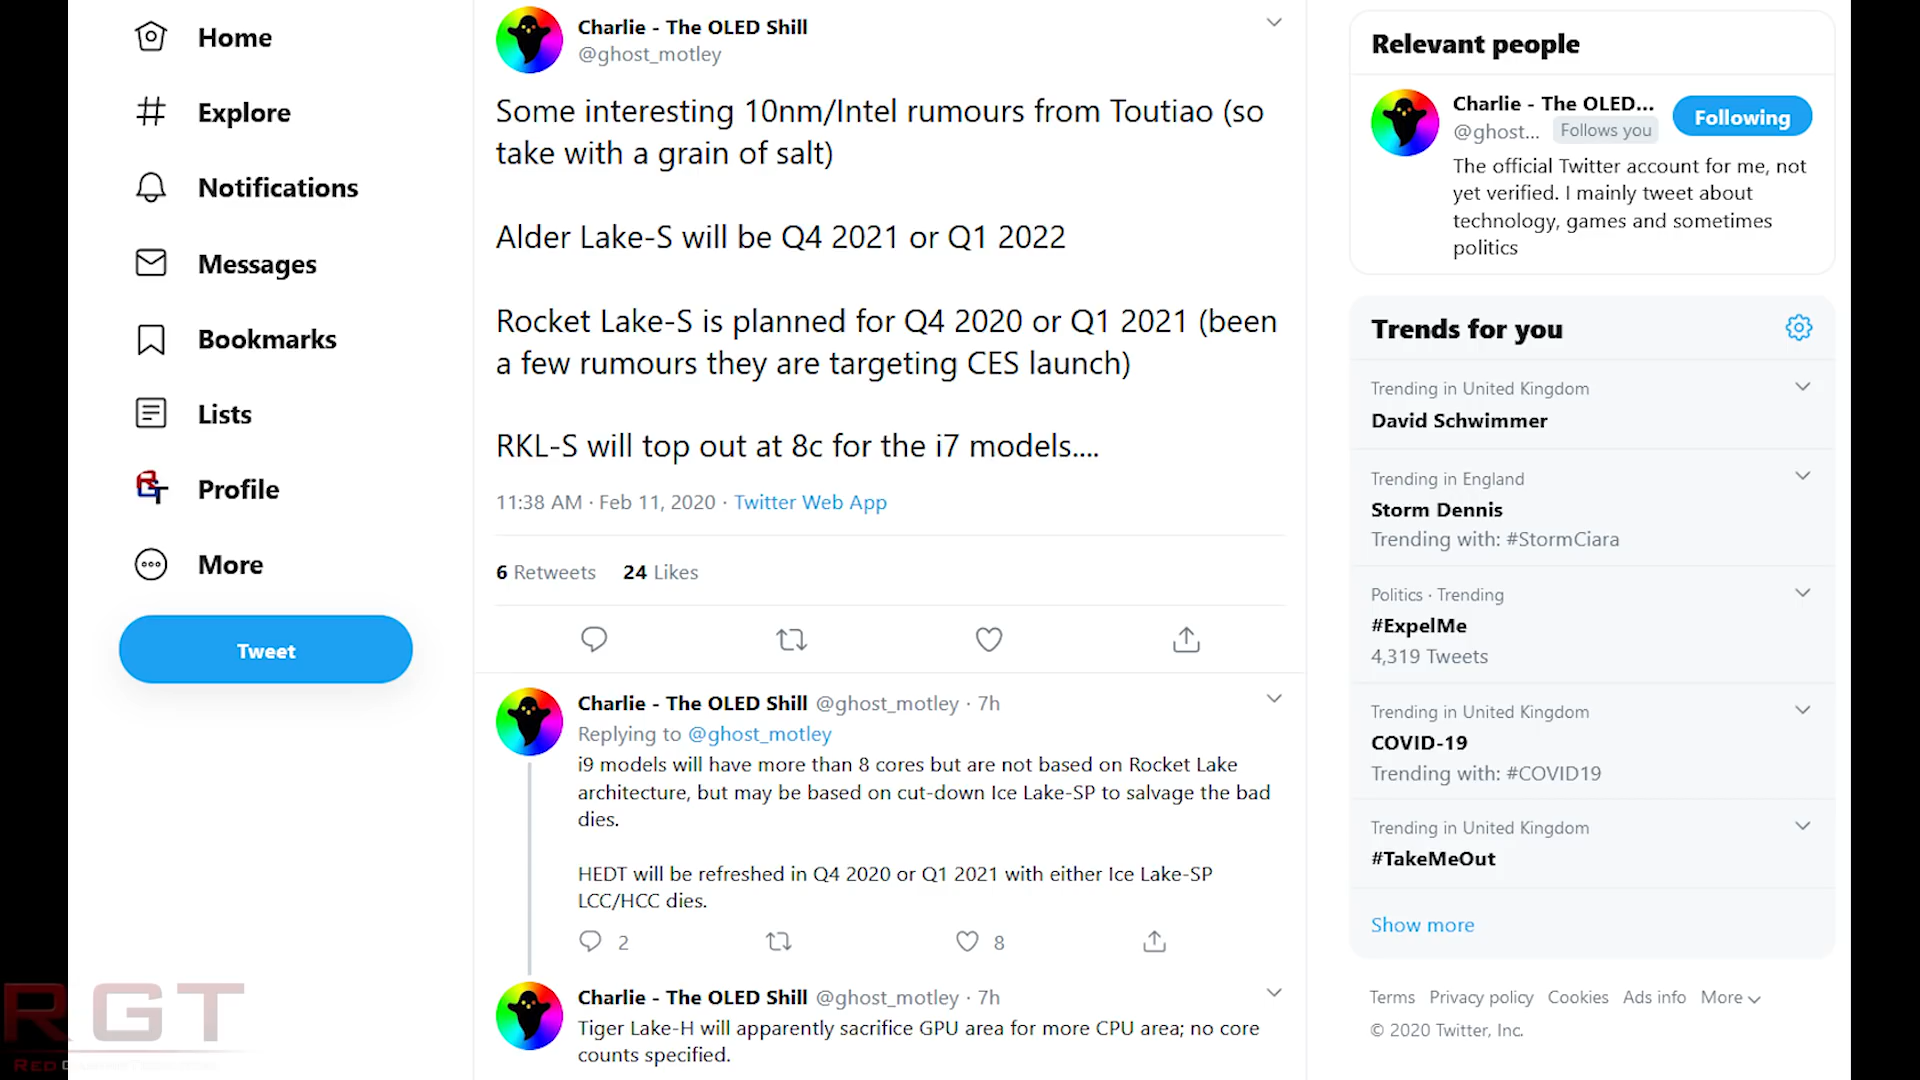 Home
Explore
Notifications
Messages
Bookmarks
Lists
Profile
More
Tweet
Charlie - The OLED Shill
@ghost_motley
Some interesting 10nm/Intel rumours from Toutiao (so
take with a grain of salt)
Alder Lake-S will be Q4 2021 or Q1 2022
Rocket Lake-S is planned for Q4 2020 or Q1 2021 (been
a few rumours they are targeting CES launch)
RKL-S will top out at 8c for the i7 models....
11:38 AM · Feb 11, 2020 · Twitter Web App
6 Retweets 24 Likes
Charlie - The OLED Shill @ghost_motley · 7h
Replying to @ghost_motley
i9 models will have more than 8 cores but are not based on Rocket Lake
architecture, but may be based on cut-down Ice Lake-SP to salvage the bad
dies.
HEDT will be refreshed in Q4 2020 or Q1 2021 with either Ice Lake-SP
LCC/HCC dies.
2 8
Charlie - The OLED Shill @ghost_motley · 7h
Tiger Lake-H will apparently sacrifice GPU area for more CPU area; no core
counts specified.
Relevant people
Charlie - The OLED...
@ghost... Follows you
Following
The official Twitter account for me, not
yet verified. I mainly tweet about
technology, games and sometimes
politics
Trends for you
Trending in United Kingdom
David Schwimmer
Trending in England
Storm Dennis
Trending with: #StormCiara
Politics · Trending
#ExpelMe
4,319 Tweets
Trending in United Kingdom
COVID-19
Trending with: #COVID19
Trending in United Kingdom
#TakeMeOut
Show more
Terms Privacy policy Cookies Ads info More
© 2020 Twitter, Inc.
RGT
RED